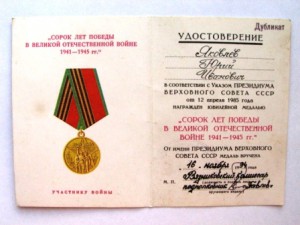 "СОРОК ЛЕТ ПОБЕДЫ
В ВЕЛИКОЙ ОТЕЧЕСТВЕННОЙ ВОЙНЕ
1941—1945 гг."
УЧАСТНИКУ ВОЙНЫ
Дубликат
УДОСТОВЕРЕНИЕ
Яковлев
Юрий
Иванович
В СООТВЕТСТВИИ С УКАЗОМ ПРЕЗИДИУМА
ВЕРХОВНОГО СОВЕТА СССР
ОТ 12 апреля 1985 года
НАГРАЖДЕН ЮБИЛЕЙНОЙ МЕДАЛЬЮ
"СОРОК ЛЕТ ПОБЕДЫ
В ВЕЛИКОЙ ОТЕЧЕСТВЕННОЙ
ВОЙНЕ 1941—1945 гг."
ОТ ИМЕНИ ПРЕЗИДИУМА ВЕРХОВНОГО
СОВЕТА СССР МЕДАЛЬ ВРУЧЕНА
16 ноября
М. П.